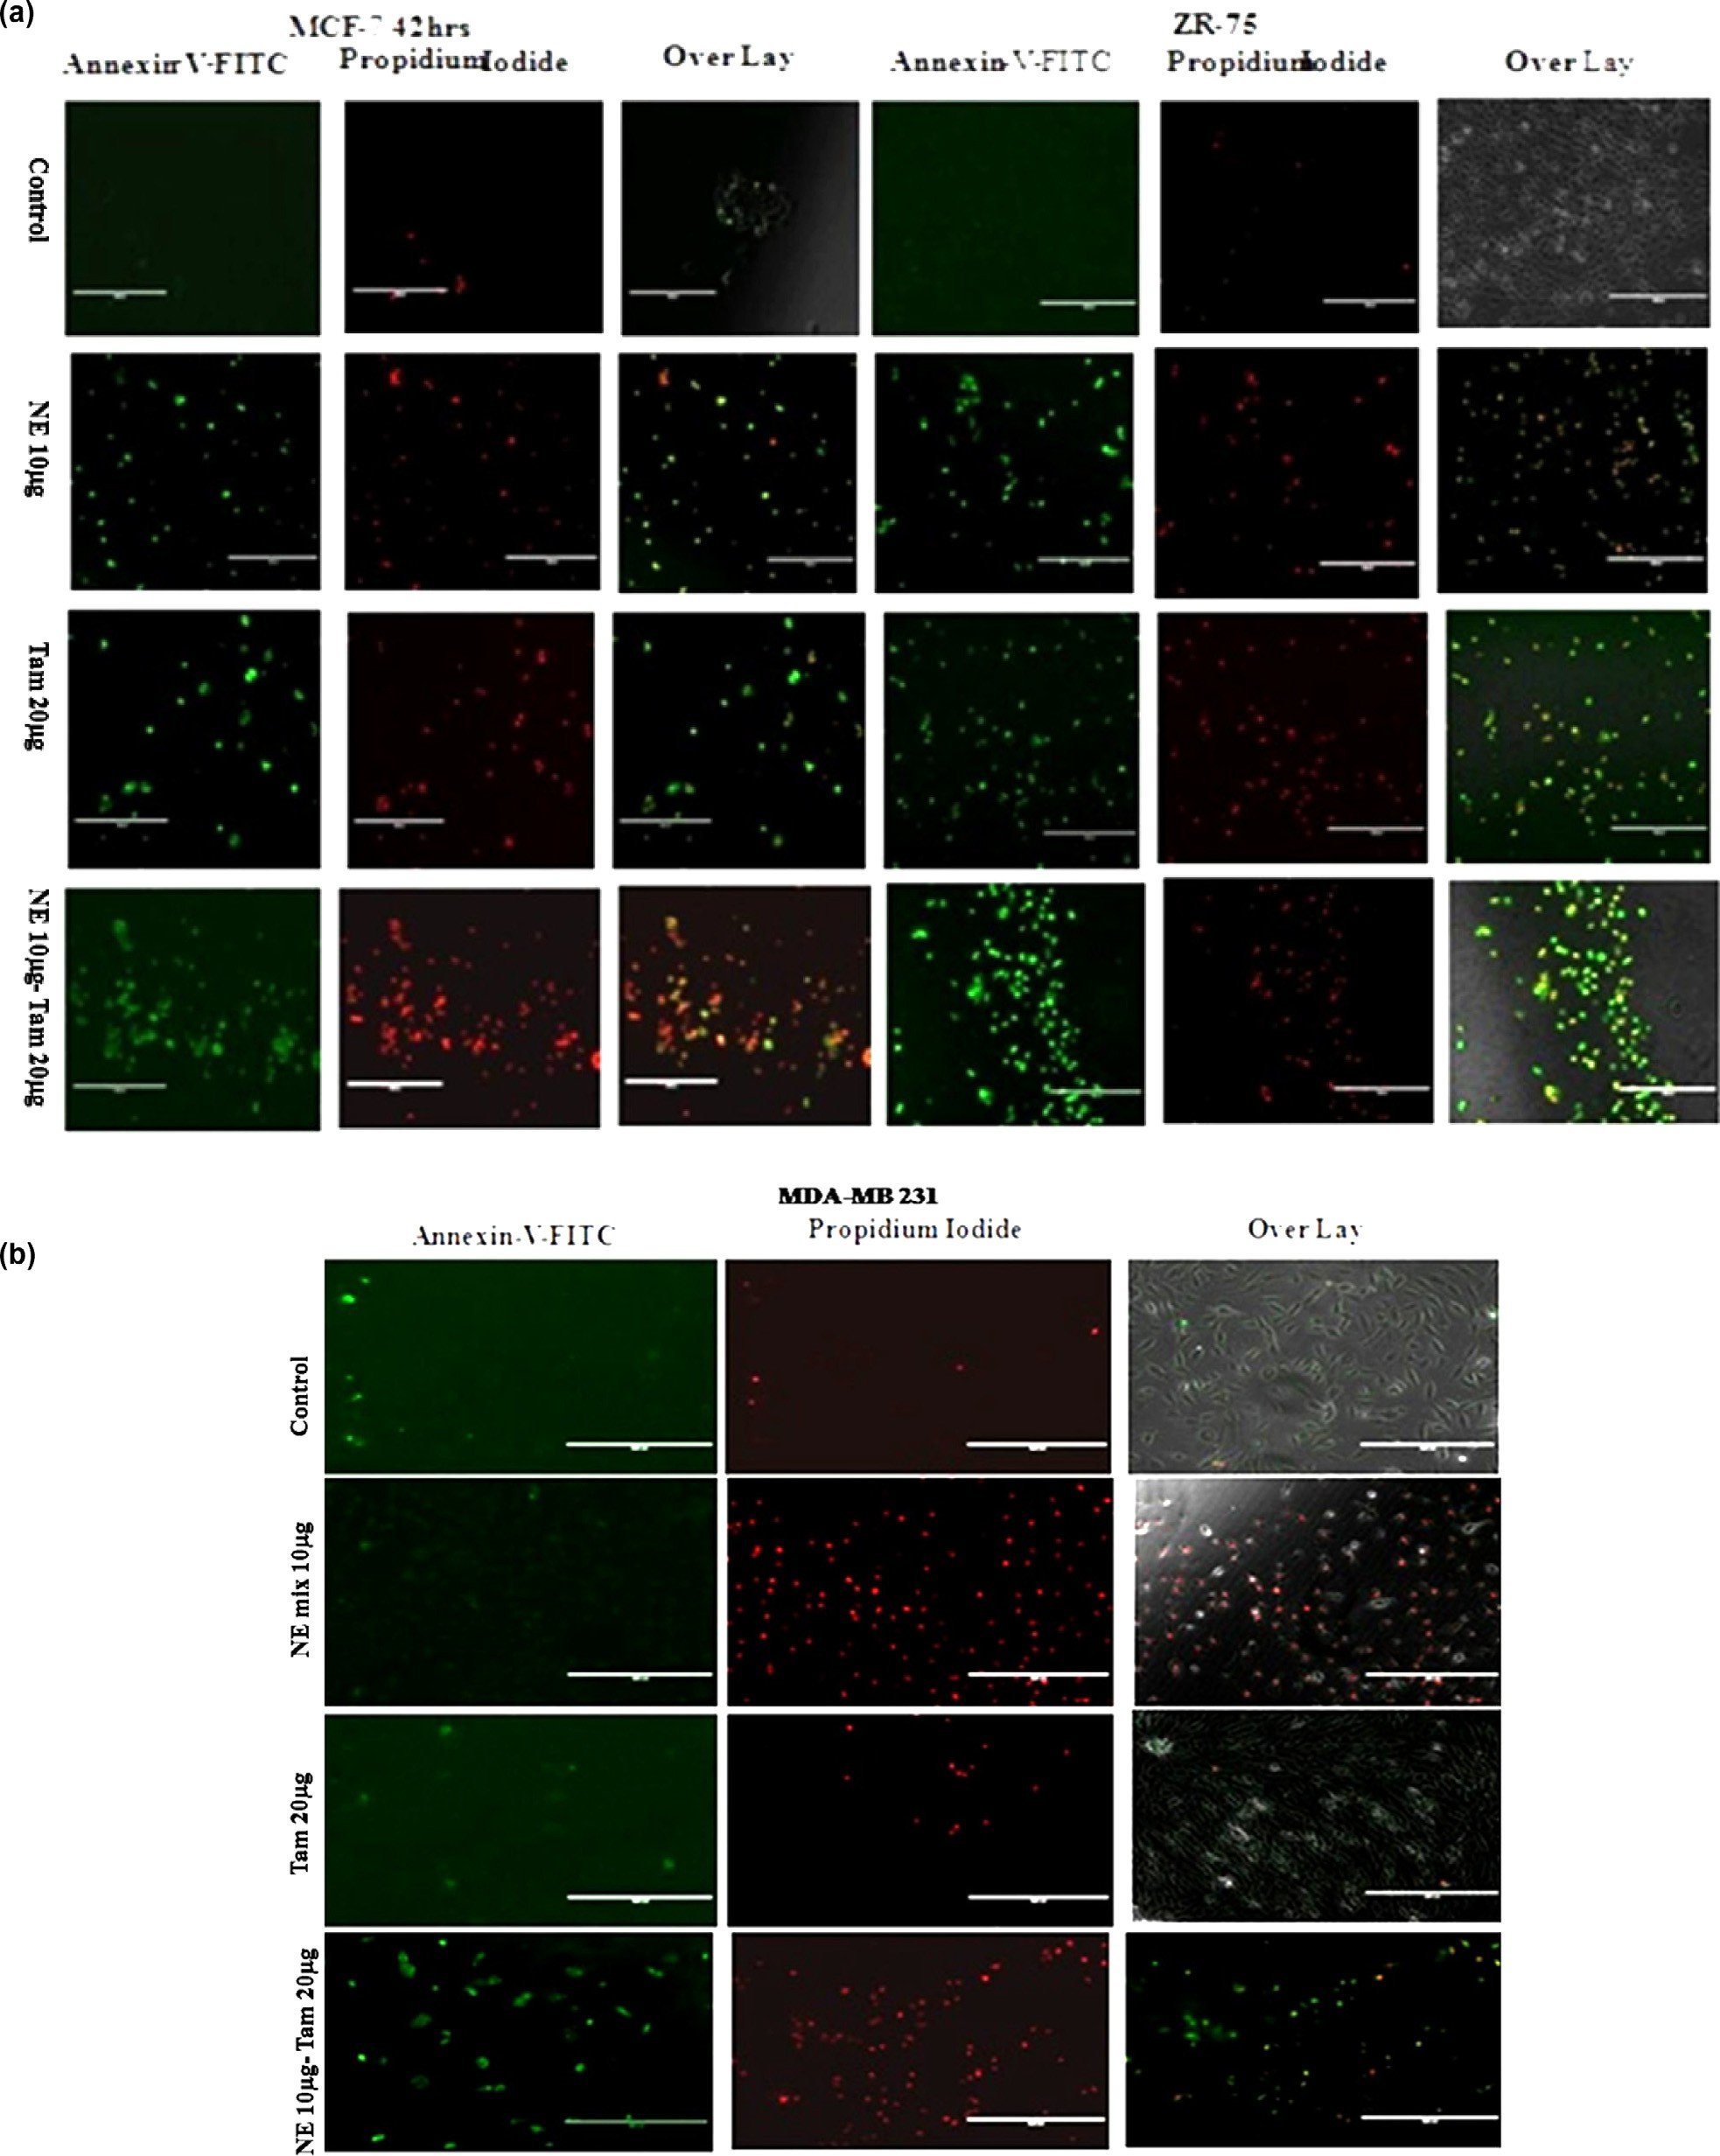 (a)
MCF-7 42hrs ZR-75
Annexin V-FITC Propidium Iodide Over Lay Annexin-V-FITC Propidium Iodide Over Lay
Control
NE 10µg
Tam 20µg
NE 10µg-Tam 20µg
(b)
MDA-MB 231
Annexin-V-FITC Propidium Iodide Over Lay
Control
NE mix 10µg
Tam 20µg
NE 10µg- Tam 20µg